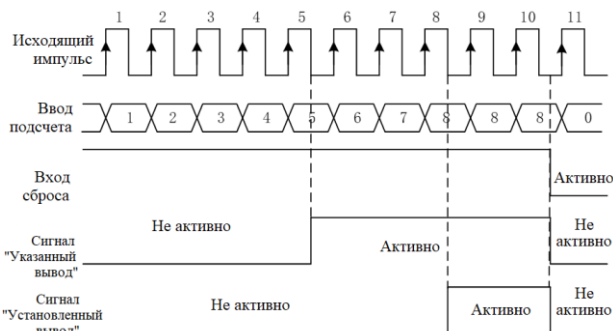 1 2 3 4 5 6 7 8 9 10 11
Исходящий
импульс
Ввод
подсчета
1 2 3 4 5 6 7 8 8 8 0
Вход
сброса
Активно
Не активно
Сигнал
"Указанный
вывод"
Активно
Не
активно
Сигнал
"Установленный
вывод"
Не активно
Активно
Не
активно